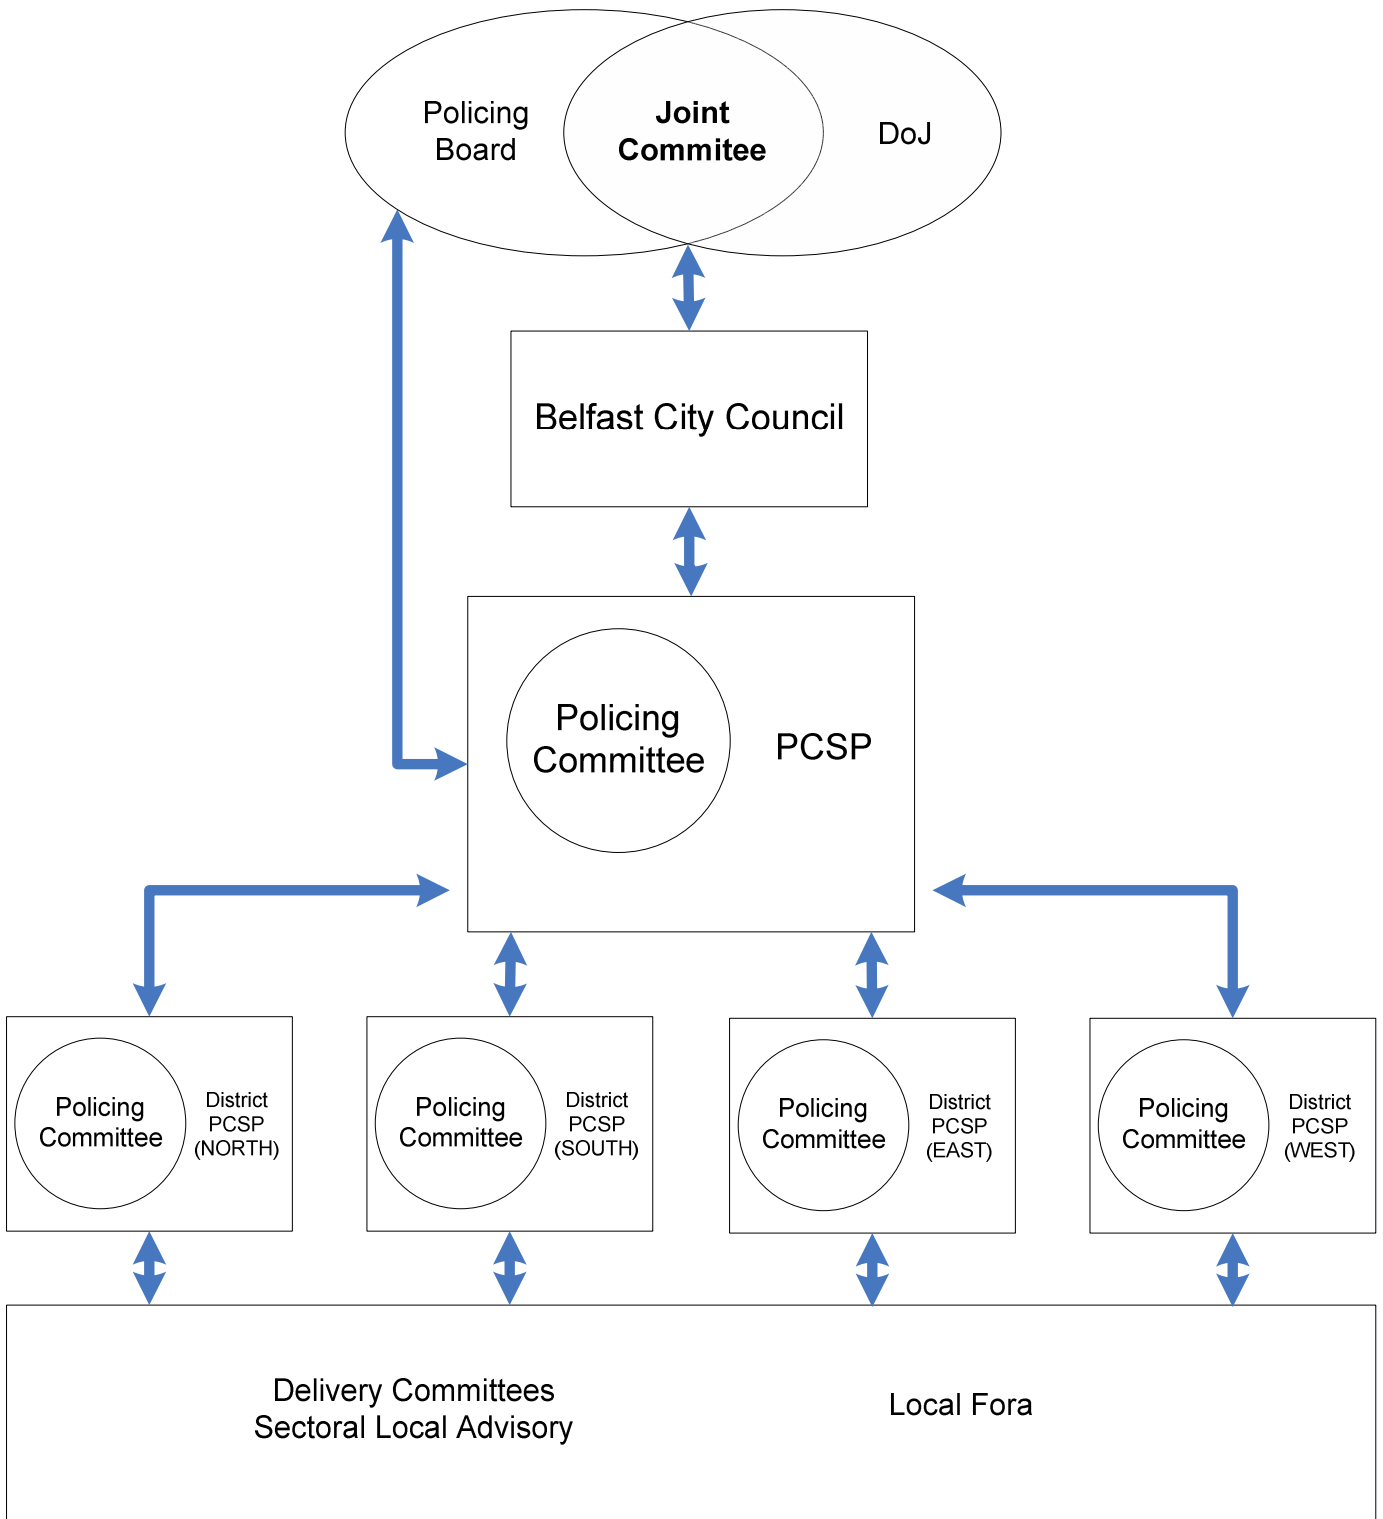 Policing
Board
Joint
Commitee
DoJ
Belfast City Council
Policing
Committee
PCSP
Policing
Committee
District
PCSP
(NORTH)
Policing
Committee
District
PCSP
(SOUTH)
Policing
Committee
District
PCSP
(EAST)
Policing
Committee
District
PCSP
(WEST)
Delivery Committees
Sectoral Local Advisory
Local Fora